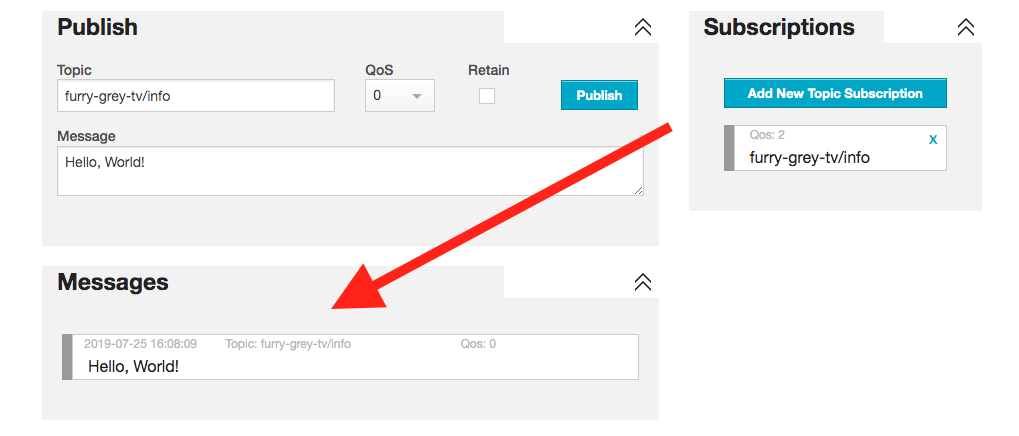 Publish
Topic
QoS
Retain
furry-grey-tv/info
0
Publish
Message
Hello, World!
Subscriptions
Add New Topic Subscription
Qos: 2
x
furry-grey-tv/info
Messages
2019-07-25 16:08:09 Topic: furry-grey-tv/info Qos: 0
Hello, World!